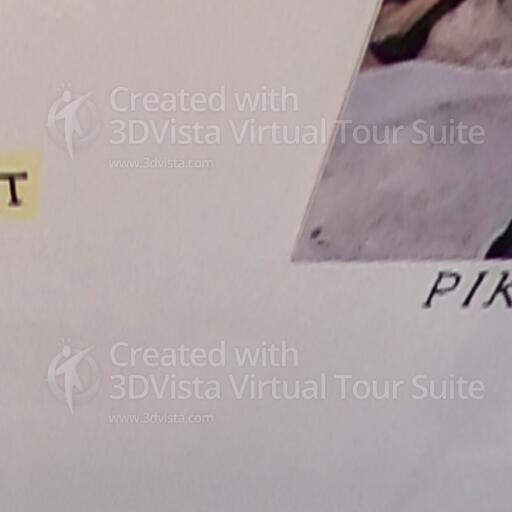 Created with
3DVista Virtual Tour Suite
www.3dvista.com
T
PIK
Created with
3DVista Virtual Tour Suite
www.3dvista.com